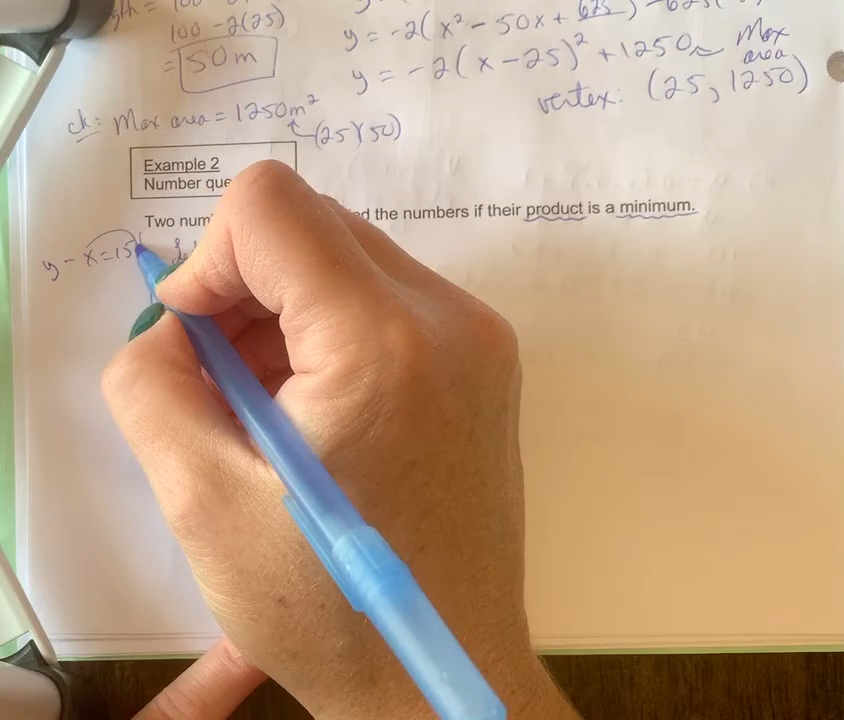 100 - 2(25)
= 50m
y = -2(x² - 50x + 625) - 625(
y = -2(x - 25)² + 1250 ← Max area
vertex: (25, 1250)
ck: Max area = 1250m²
(25)(50)
Example 2
Number que
Two num d the numbers if their product is a minimum.
y - x = 15